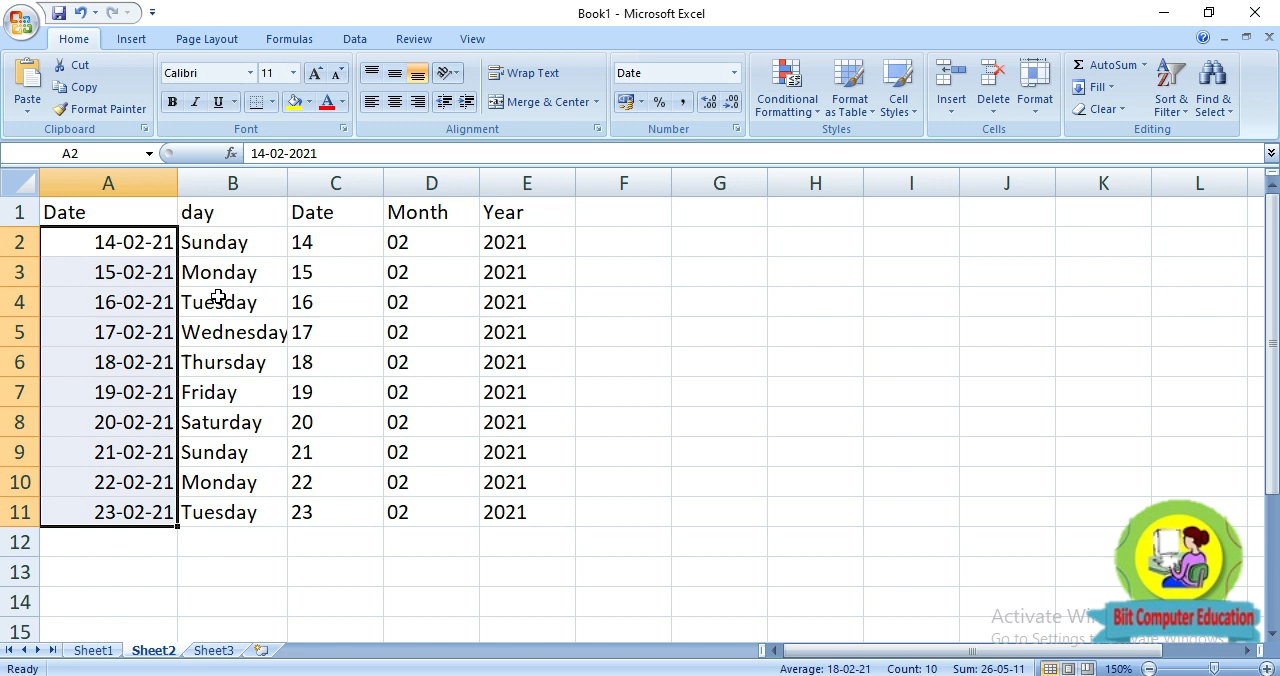 Book1 - Microsoft Excel
Home Insert Page Layout Formulas Data Review View
Paste
Cut
Copy
Format Painter
Clipboard
Calibri 11
B I U
Font
Wrap Text
Merge & Center
Alignment
Date
% ,
Number
Conditional Formatting
Format as Table
Cell Styles
Styles
Insert Delete Format
Cells
Σ AutoSum
Fill
Clear
Sort & Filter
Find & Select
Editing
A2 fx 14-02-2021
A B C D E F G H I J K L
1 Date day Date Month Year
2 14-02-21 Sunday 14 02 2021
3 15-02-21 Monday 15 02 2021
4 16-02-21 Tuesday 16 02 2021
5 17-02-21 Wednesday 17 02 2021
6 18-02-21 Thursday 18 02 2021
7 19-02-21 Friday 19 02 2021
8 20-02-21 Saturday 20 02 2021
9 21-02-21 Sunday 21 02 2021
10 22-02-21 Monday 22 02 2021
11 23-02-21 Tuesday 23 02 2021
12
13
14
15
Activate
Biit Computer Education
Go to Settings
Sheet1 Sheet2 Sheet3
Ready Average: 18-02-21 Count: 10 Sum: 26-05-11 150%